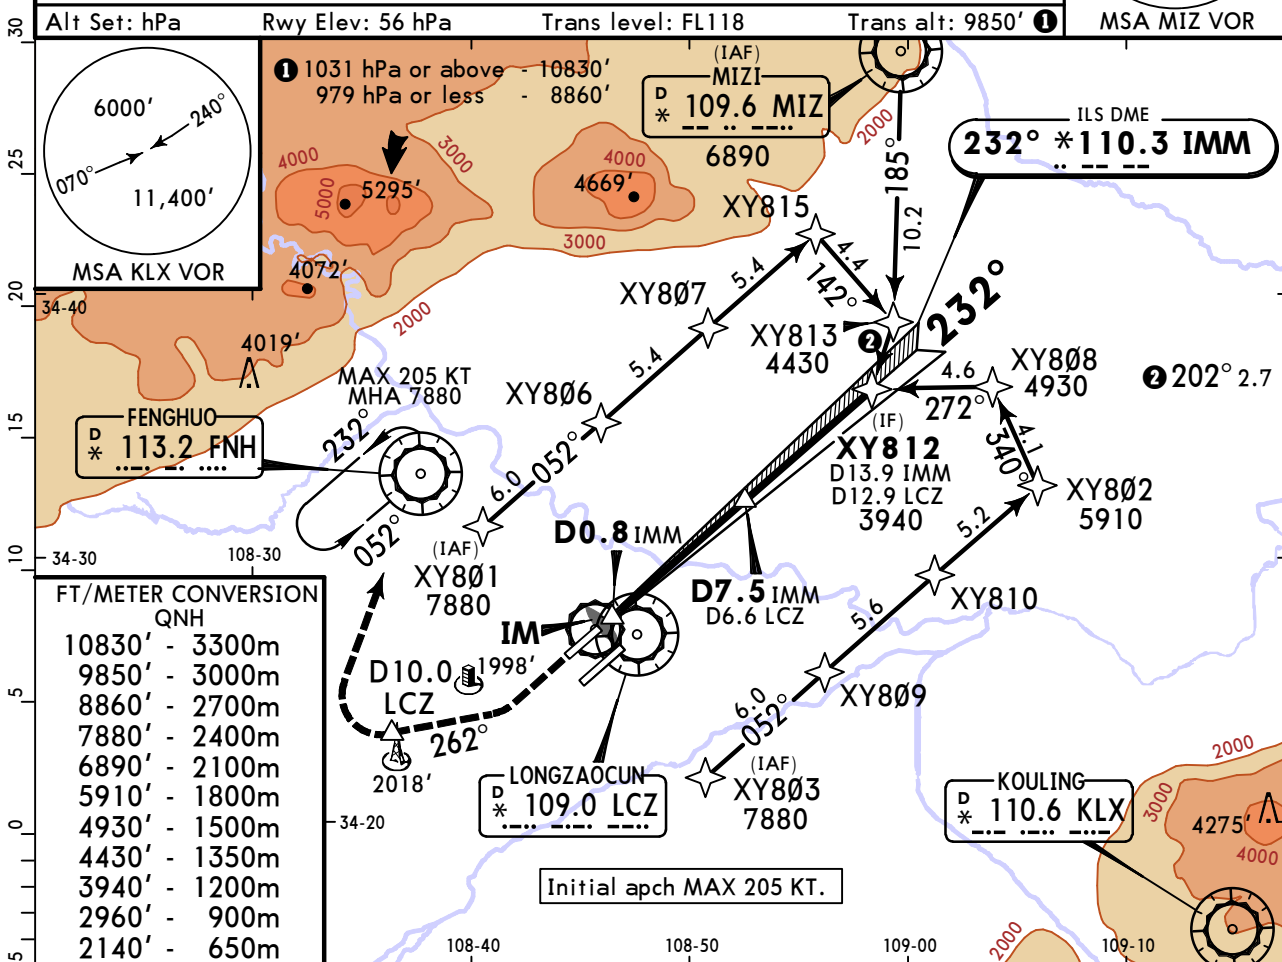 Alt Set: hPa
Rwy Elev: 56 hPa
Trans level: FL118
Trans alt: 9850' 1
MSA MIZ VOR
1 1031 hPa or above - 10830'
979 hPa or less - 8860'
6000'
240°
070°
11,400'
MSA KLX VOR
(IAF)
MIZI
D
* 109.6 MIZ
6890
2000
ILS DME
232° *110.3 IMM
185°
10.2
4000
3000
5295'
5000
4000
4669'
3000
4072'
2000
4019'
XY815
4.4
142°
5.4
XYØ807
XY813
4430
2
232°
5.4
XY8Ø6
4.6
272°
XY8Ø8
4930
2 202° 2.7
MAX 205 KT
MHA 7880
232°
052°
FENGHUO
D
* 113.2 FNH
(IF)
XY812
D13.9 IMM
D12.9 LCZ
3940
4.1
340°
XY8Ø2
5910
052°
6.0
(IAF)
XY8Ø1
7880
D0.8 IMM
D7.5 IMM
D6.6 LCZ
5.2
XY810
5.6
XY8Ø9
6.0
052°
(IAF)
XY8Ø3
7880
IM
1998'
D10.0
LCZ
262°
2018'
LONGZAOCUN
D
* 109.0 LCZ
KOULING
D
* 110.6 KLX
2000
3000
4275'
4000
2000
Initial apch MAX 205 KT.
30
25
20
15
10
5
0
5
34-40
34-30
34-20
108-30
108-40
108-50
109-00
109-10
FT/METER CONVERSION
QNH
10830' - 3300m
9850' - 3000m
8860' - 2700m
7880' - 2400m
6890' - 2100m
5910' - 1800m
4930' - 1500m
4430' - 1350m
3940' - 1200m
2960' - 900m
2140' - 650m